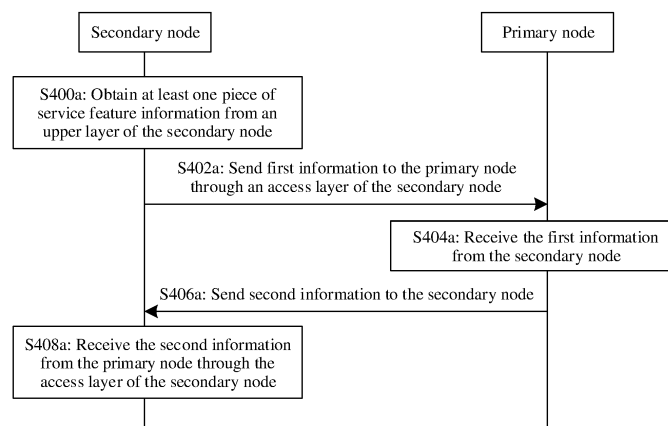 Secondary node
Primary node
S400a: Obtain at least one piece of
service feature information from an
upper layer of the secondary node
S402a: Send first information to the primary node
through an access layer of the secondary node
S404a: Receive the first information
from the secondary node
S406a: Send second information to the secondary node
S408a: Receive the second information
from the primary node through the
access layer of the secondary node